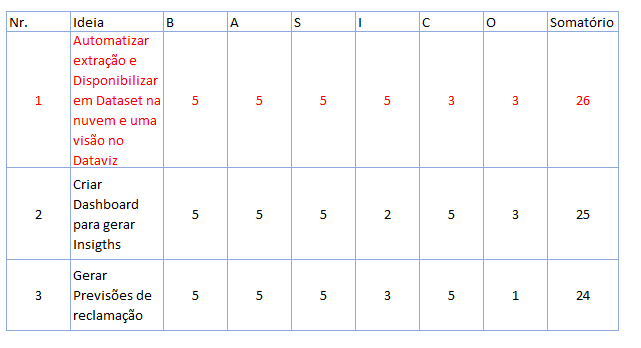 Nr. Ideia B A S I C O Somatório
Automatizar
extração e
Disponibilizar
1 em Dataset na 5 5 5 5 3 3 26
nuvem e uma
visão no
Dataviz
Criar
2 Dashboard 5 5 5 2 5 3 25
para gerar
Insigths
Gerar
3 Previsões de 5 5 5 3 5 1 24
reclamação